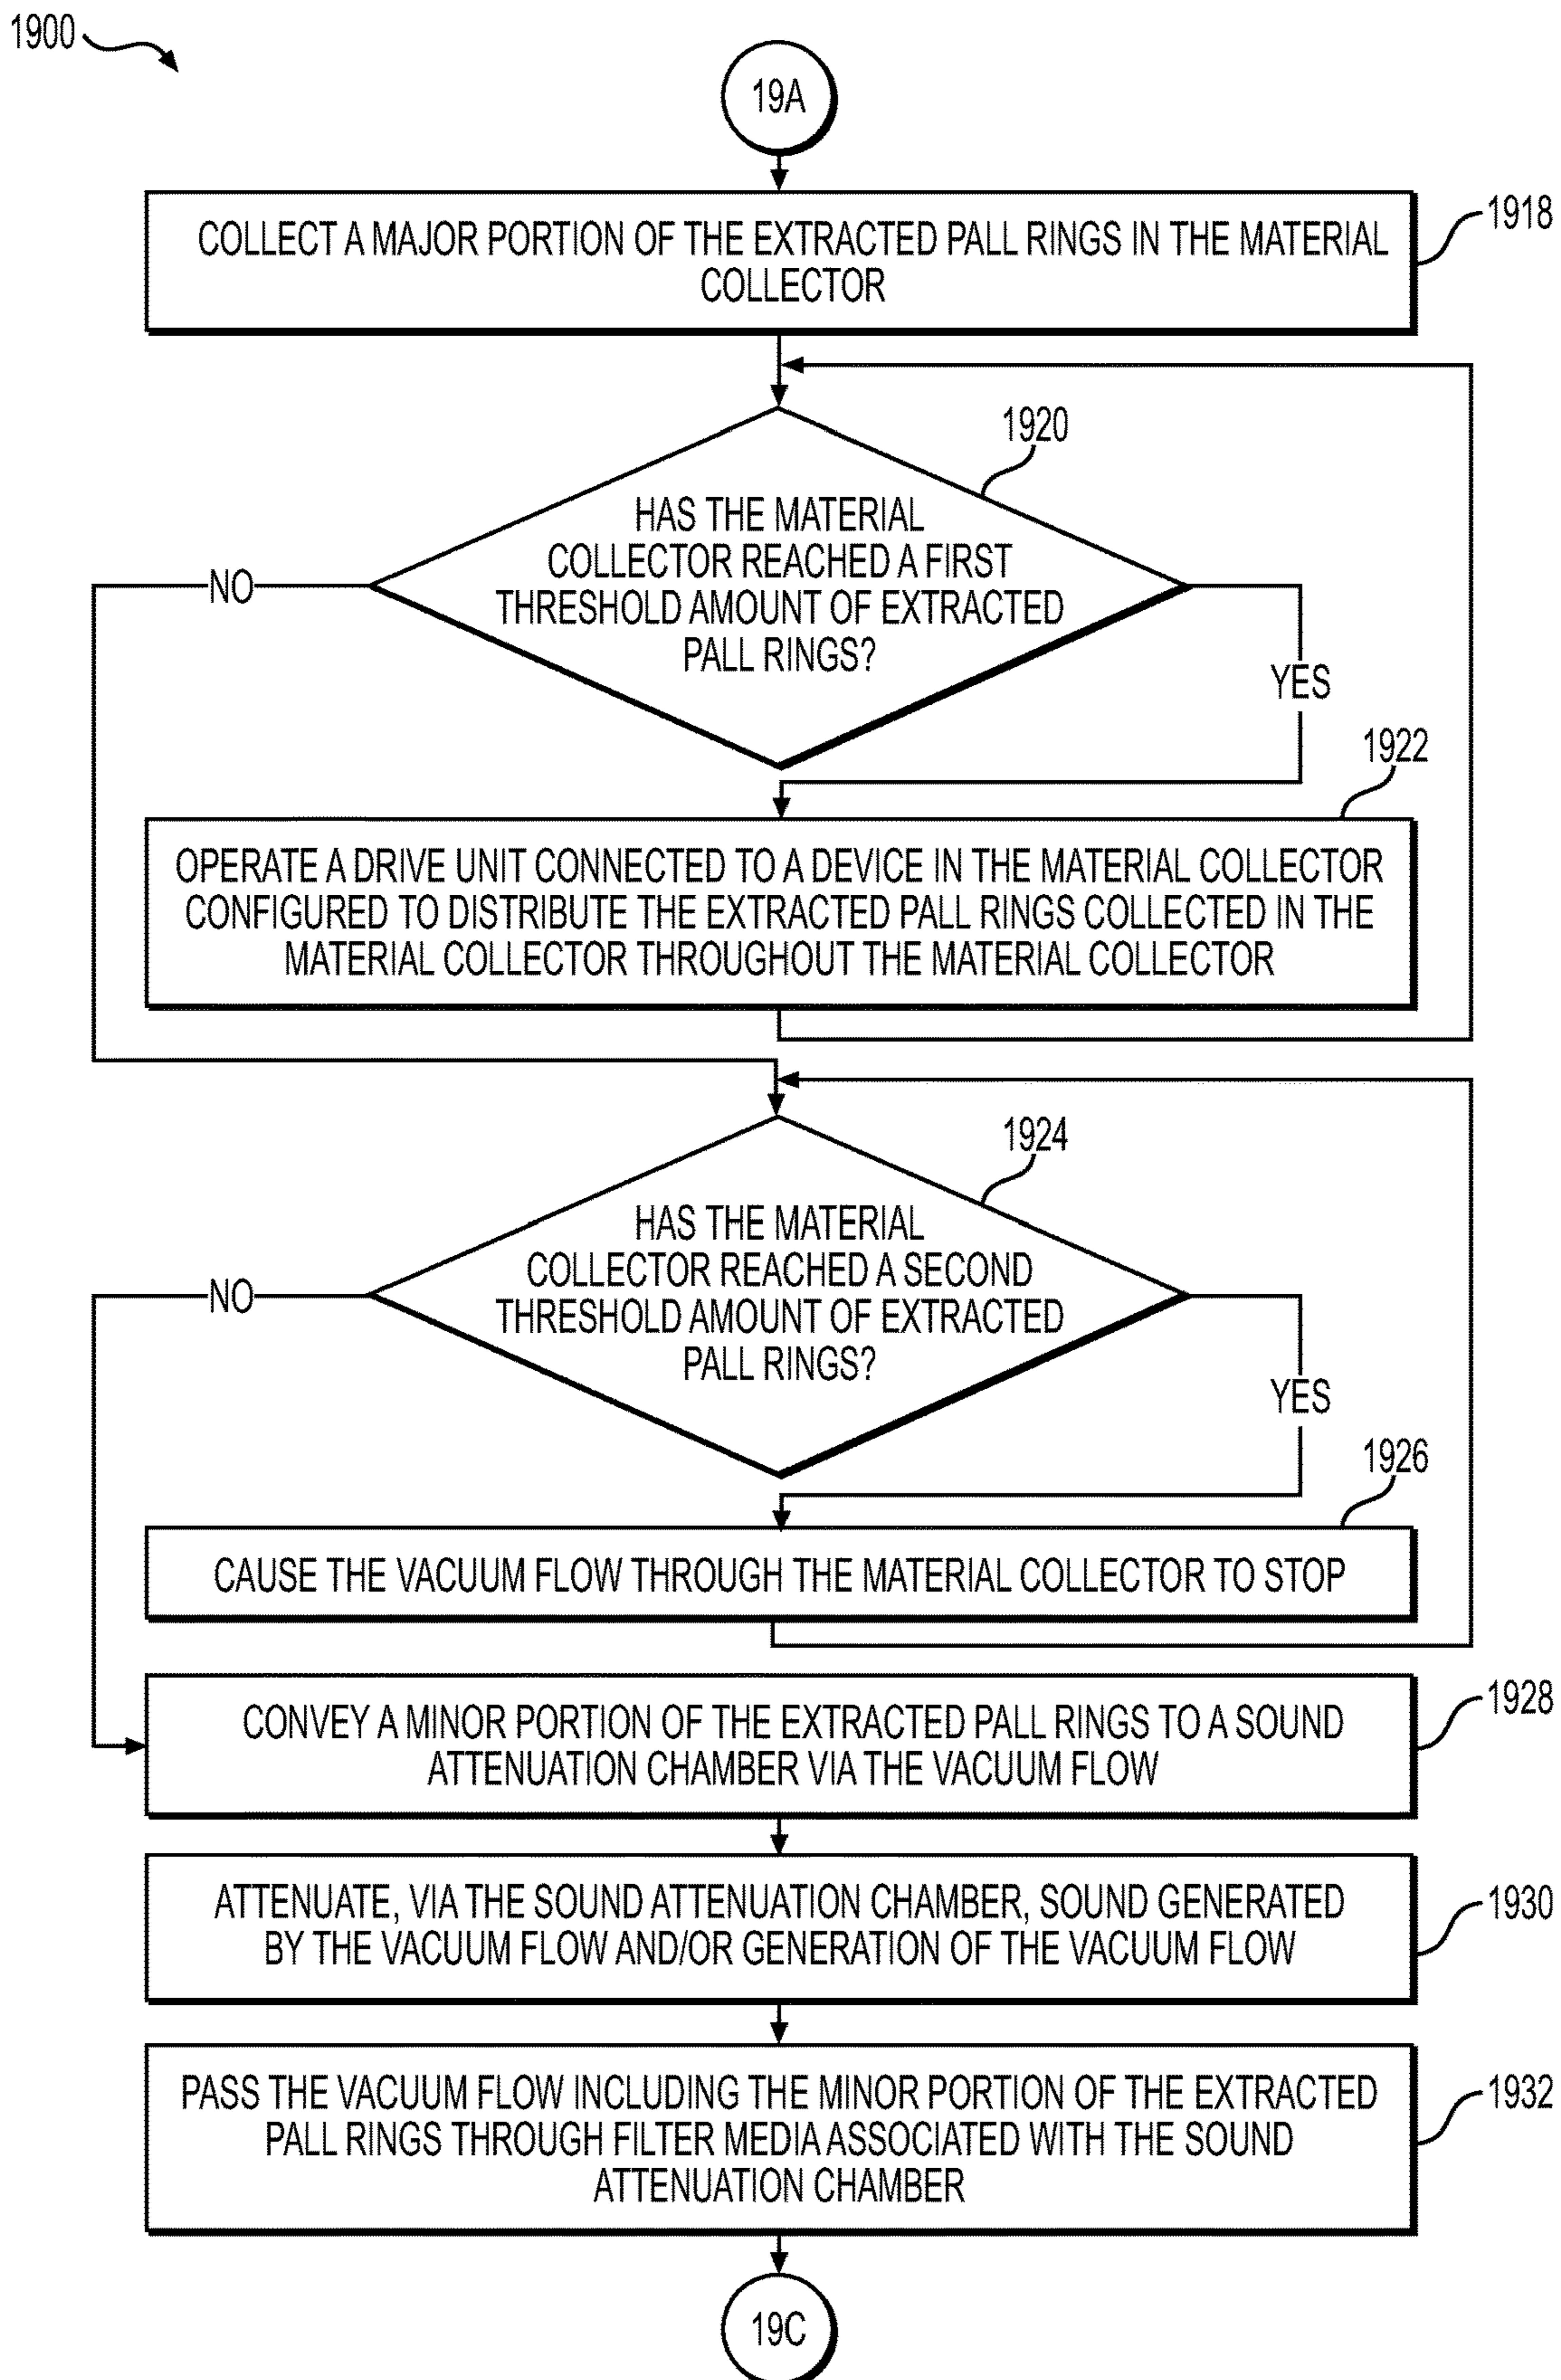 1900
19A
COLLECT A MAJOR PORTION OF THE EXTRACTED PALL RINGS IN THE MATERIAL
COLLECTOR
1918
1920
HAS THE MATERIAL
COLLECTOR REACHED A FIRST
THRESHOLD AMOUNT OF EXTRACTED
PALL RINGS?
NO
YES
1922
OPERATE A DRIVE UNIT CONNECTED TO A DEVICE IN THE MATERIAL COLLECTOR
CONFIGURED TO DISTRIBUTE THE EXTRACTED PALL RINGS COLLECTED IN THE
MATERIAL COLLECTOR THROUGHOUT THE MATERIAL COLLECTOR
1924
HAS THE MATERIAL
COLLECTOR REACHED A SECOND
THRESHOLD AMOUNT OF EXTRACTED
PALL RINGS?
NO
YES
1926
CAUSE THE VACUUM FLOW THROUGH THE MATERIAL COLLECTOR TO STOP
CONVEY A MINOR PORTION OF THE EXTRACTED PALL RINGS TO A SOUND
ATTENUATION CHAMBER VIA THE VACUUM FLOW
1928
ATTENUATE, VIA THE SOUND ATTENUATION CHAMBER, SOUND GENERATED
BY THE VACUUM FLOW AND/OR GENERATION OF THE VACUUM FLOW
1930
PASS THE VACUUM FLOW INCLUDING THE MINOR PORTION OF THE EXTRACTED
PALL RINGS THROUGH FILTER MEDIA ASSOCIATED WITH THE SOUND
ATTENUATION CHAMBER
1932
19C